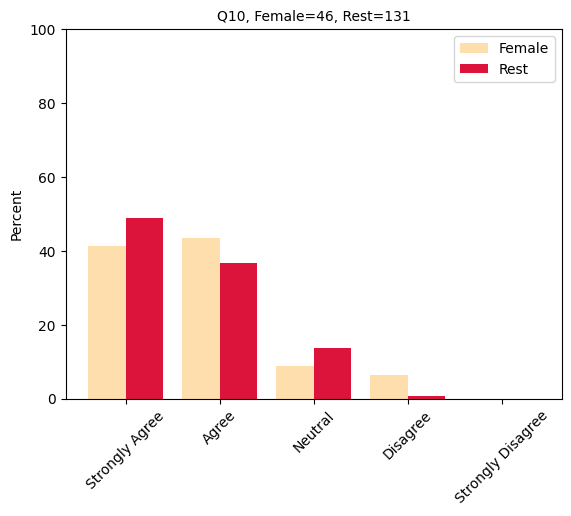 Q10, Female=46, Rest=131
100
80
60
40
20
0
Percent
Female
Rest
Strongly Agree
Agree
Neutral
Disagree
Strongly Disagree